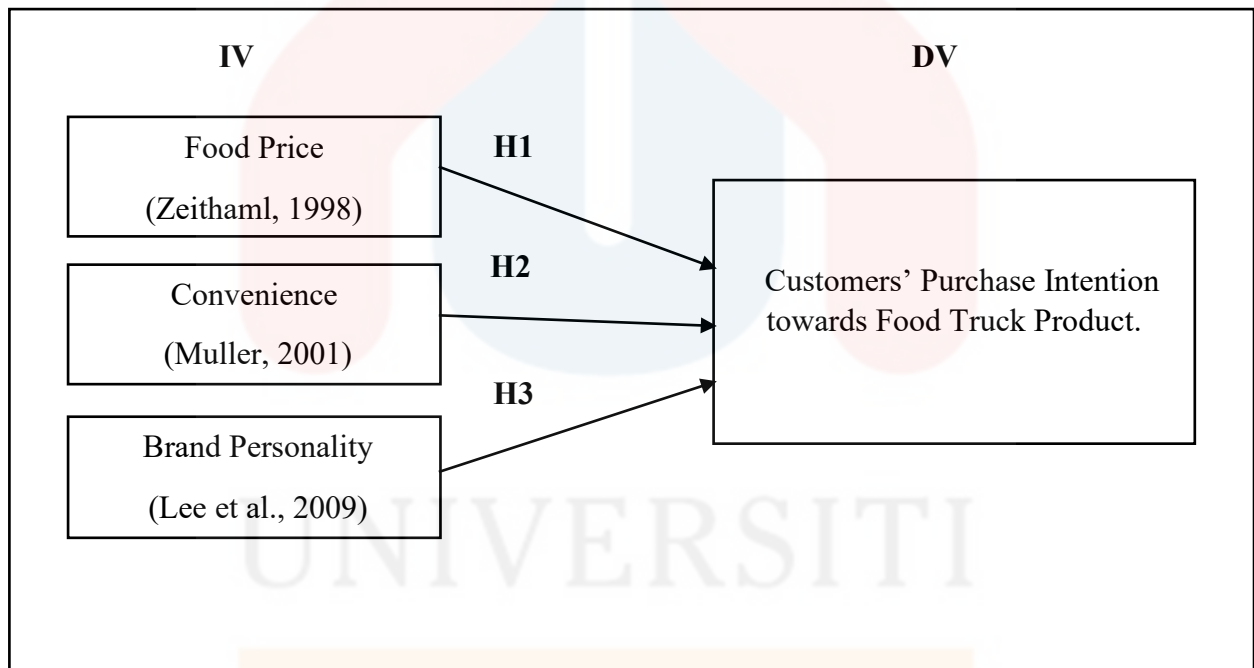 IV
DV
Food Price
(Zeithaml, 1998)
H1
Convenience
(Muller, 2001)
H2
Brand Personality
(Lee et al., 2009)
H3
Customers’ Purchase Intention
towards Food Truck Product.
UNIVERSITI